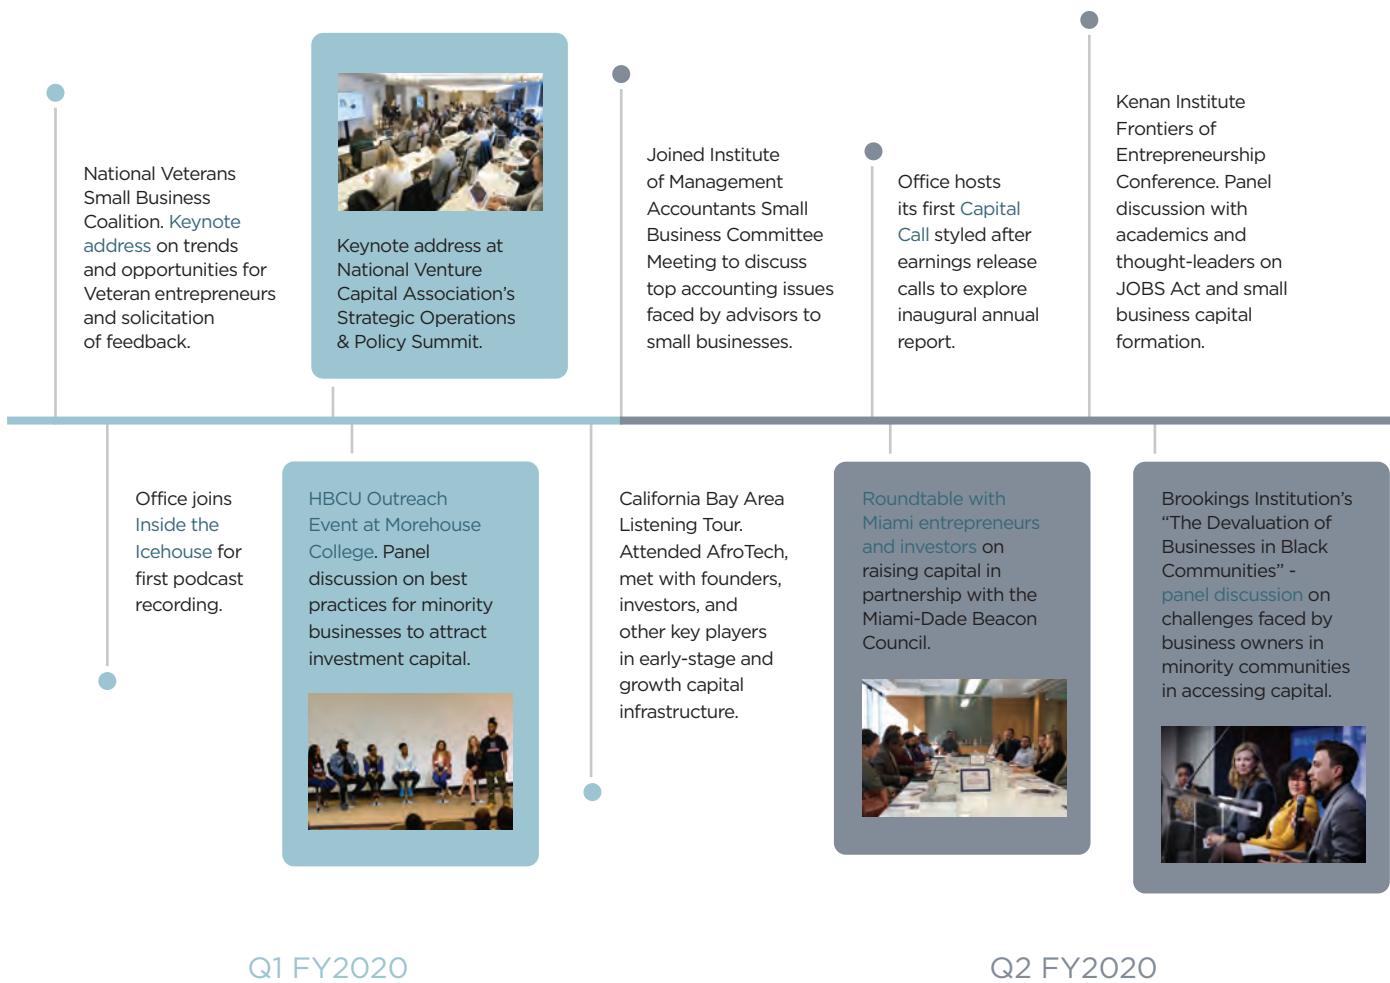 National Veterans
Small Business
Coalition. Keynote
address on trends
and opportunities for
Veteran entrepreneurs
and solicitation
of feedback.
Keynote address at
National Venture
Capital Association’s
Strategic Operations
& Policy Summit.
Joined Institute
of Management
Accountants Small
Business Committee
Meeting to discuss
top accounting issues
faced by advisors to
small businesses.
Office hosts
its first Capital
Call styled after
earnings release
calls to explore
inaugural annual
report.
Kenan Institute
Frontiers of
Entrepreneurship
Conference. Panel
discussion with
academics and
thought-leaders on
JOBS Act and small
business capital
formation.
Office joins
Inside the
Icehouse for
first podcast
recording.
HBCU Outreach
Event at Morehouse
College. Panel
discussion on best
practices for minority
businesses to attract
investment capital.
California Bay Area
Listening Tour.
Attended AfroTech,
met with founders,
investors, and
other key players
in early-stage and
growth capital
infrastructure.
Roundtable with
Miami entrepreneurs
and investors on
raising capital in
partnership with the
Miami-Dade Beacon
Council.
Brookings Institution’s
“The Devaluation of
Businesses in Black
Communities” -
panel discussion on
challenges faced by
business owners in
minority communities
in accessing capital.
Q1 FY2020
Q2 FY2020